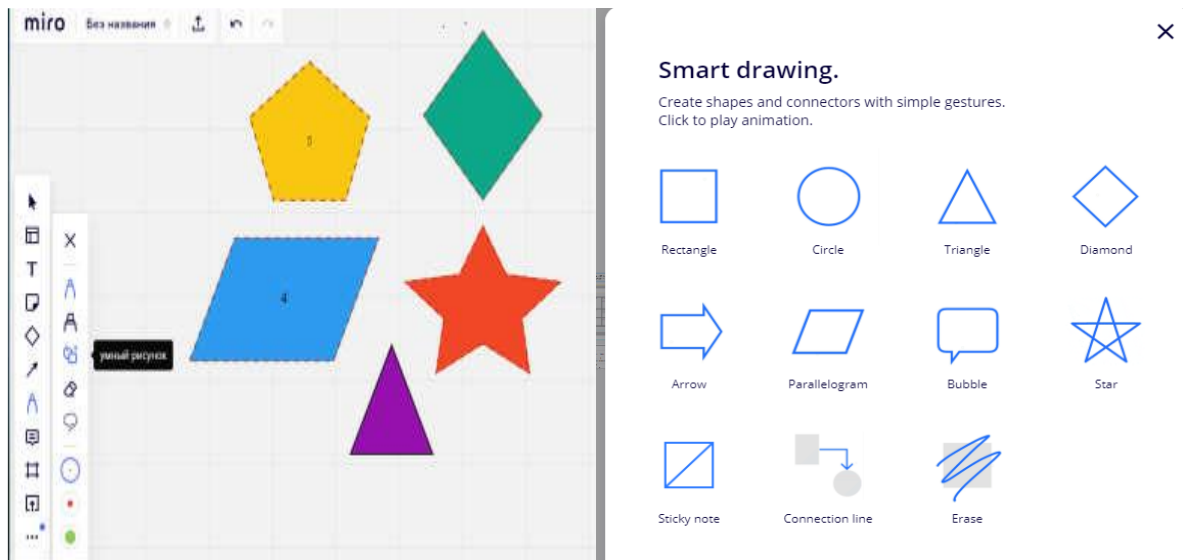 miro Без названия
5
4
T
умный рисунок
Smart drawing.
Create shapes and connectors with simple gestures.
Click to play animation.
Rectangle Circle Triangle Diamond
Arrow Parallelogram Bubble Star
Sticky note Connection line Erase